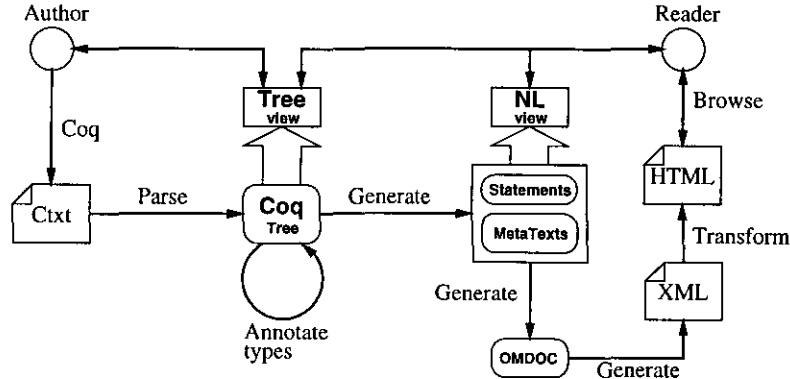 Author
Reader
Tree
view
NL
view
Browse
Coq
HTML
Ctxt
Parse
Coq
Tree
Generate
Statements
MetaTexts
Transform
Generate
XML
Annotate
types
OMDOC
Generate